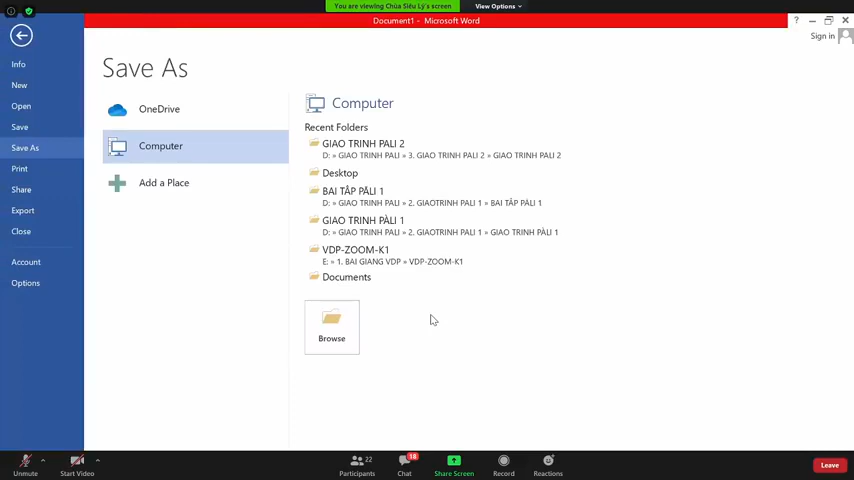 You are viewing Chùa Siêu Lý's screen
View Options
Document1 - Microsoft Word
?
Sign in
Info
New
Open
Save
Save As
Print
Share
Export
Close
Account
Options
Save As
OneDrive
Computer
Add a Place
Computer
Recent Folders
GIAO TRINH PALI 2
D: » GIAO TRINH PALI » 3. GIAO TRINH PALI 2 » GIAO TRINH PALI 2
Desktop
BAI TẬP PĀLI 1
D: » GIAO TRINH PALI » 2. GIAOTRINH PALI 1 » BAI TẬP PĀLI 1
GIAO TRÌNH PÀLI 1
D: » GIAO TRINH PALI » 2. GIAOTRINH PALI 1 » GIAO TRÌNH PÀLI 1
VDP-ZOOM-K1
E: » 1. BAI GIANG VDP » VDP-ZOOM-K1
Documents
Browse
Unmute
Start Video
22
Participants
18
Chat
Share Screen
Record
Reactions
Leave